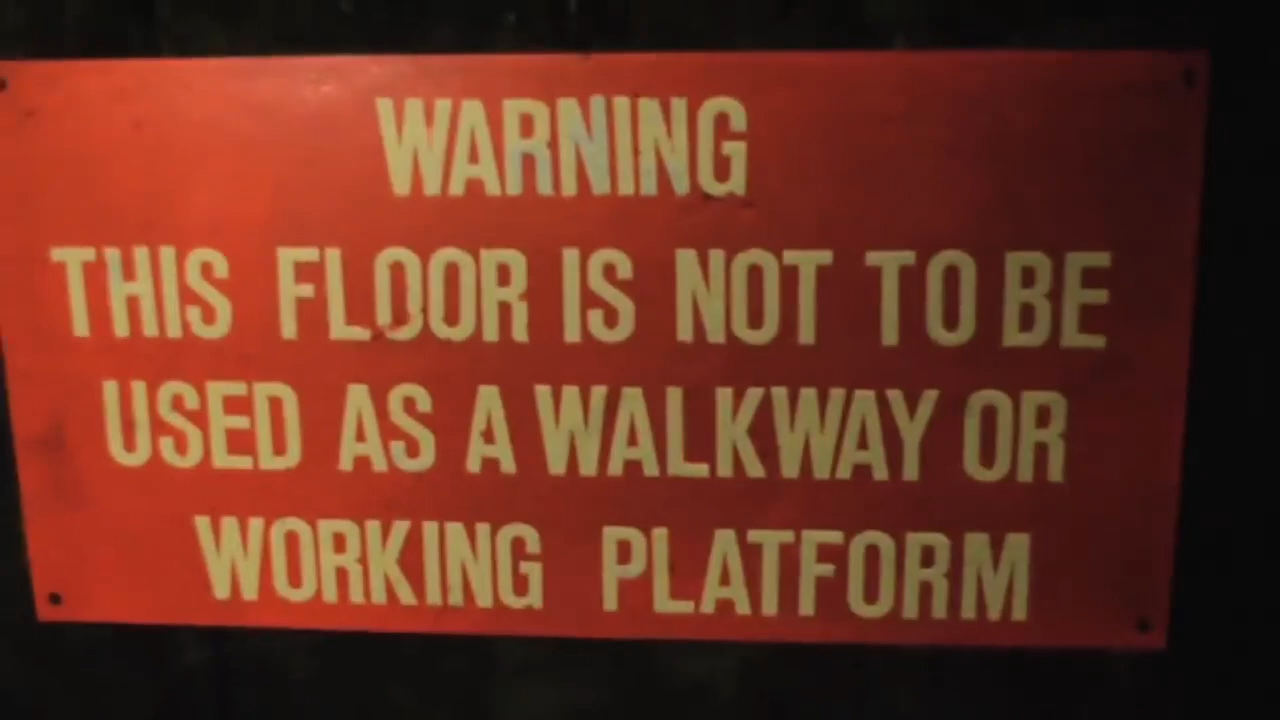 WARNING
THIS FLOOR IS NOT TO BE
USED AS A WALKWAY OR
WORKING PLATFORM